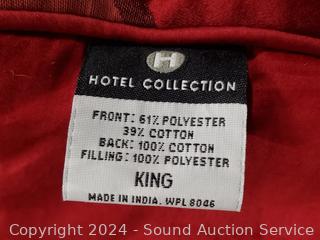 H
HOTEL COLLECTION
FRONT: 61% POLYESTER
39% COTTON
BACK: 100% COTTON
FILLING: 100% POLYESTER
KING
MADE IN INDIA. WPL 8046
Copyright © 2024 - Sound Auction Service